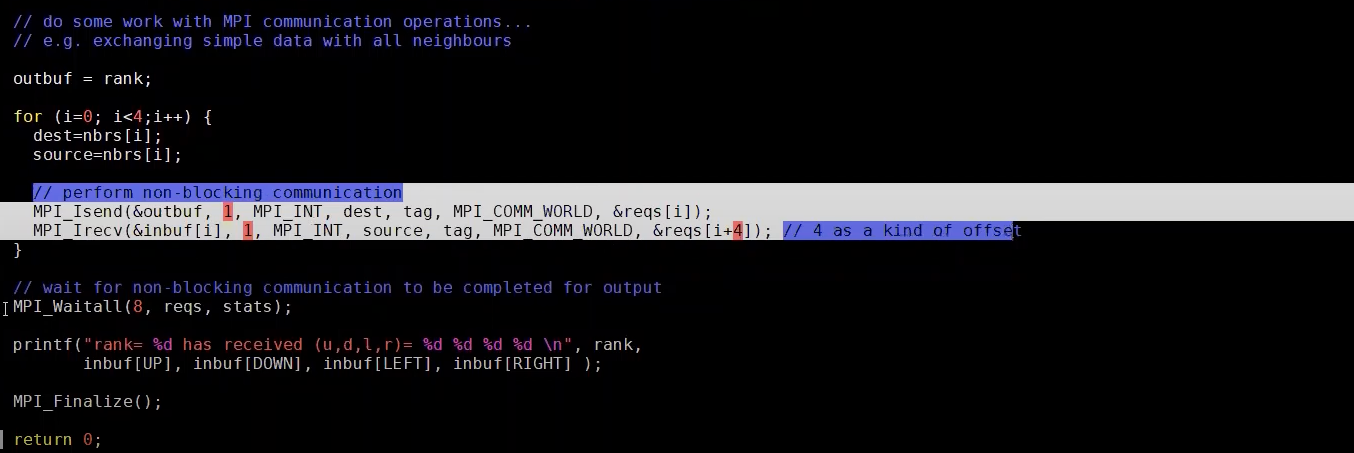 // do some work with MPI communication operations...
// e.g. exchanging simple data with all neighbours
outbuf = rank;
for (i=0; i<4;i++) {
dest=nbrs[i];
source=nbrs[i];
// perform non-blocking communication
MPI_Isend(&outbuf, 1, MPI_INT, dest, tag, MPI_COMM_WORLD, &reqs[i]);
MPI_Irecv(&inbuf[i], 1, MPI_INT, source, tag, MPI_COMM_WORLD, &reqs[i+4]); // 4 as a kind of offset
}
// wait for non-blocking communication to be completed for output
MPI_Waitall(8, reqs, stats);
printf("rank= %d has received (u,d,l,r)= %d %d %d %d \n", rank,
inbuf[UP], inbuf[DOWN], inbuf[LEFT], inbuf[RIGHT] );
MPI_Finalize();
return 0;